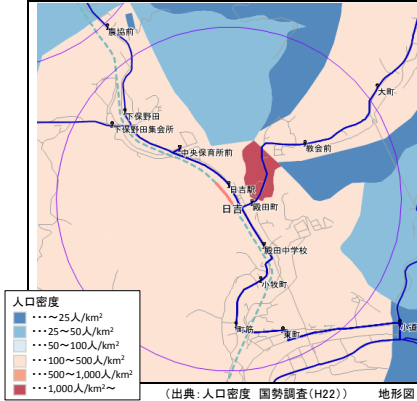 農協前
大町
下保野田
下保野田集会所
中央保育所前
教会前
日吉駅
日吉
殿田町
殿田中学校
小牧町
町筋
東町
小道
人口密度
・・・～25人/km²
・・・25～50人/km²
・・・50～100人/km²
・・・100～500人/km²
・・・500～1,000人/km²
・・・1,000人/km²～
（出典：人口密度 国勢調査(H22)） 地形図